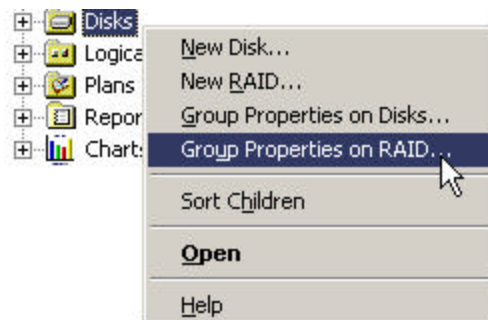 Disks
Logica
Plans
Repor
Chart
New Disk...
New RAID...
Group Properties on Disks...
Group Properties on RAID...
Sort Children
Open
Help